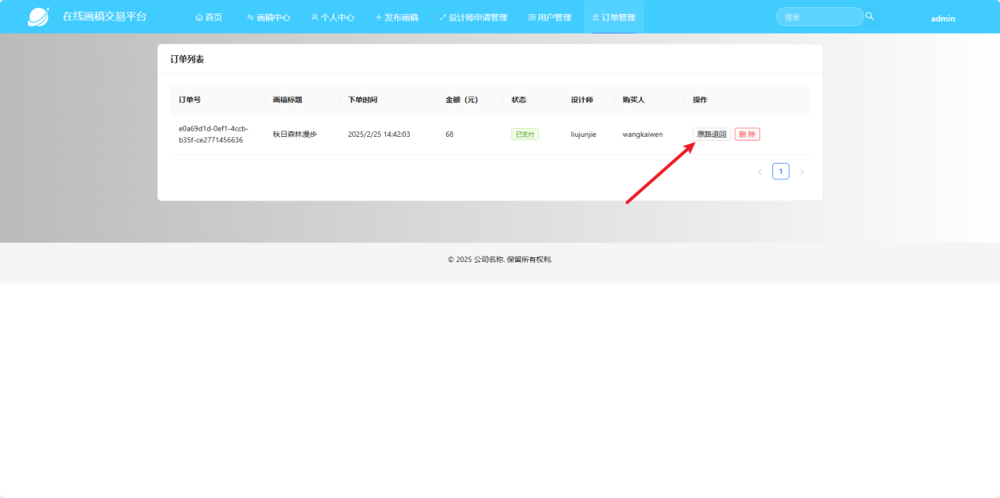 在线画稿交易平台 首页 画稿中心 个人中心 发布画稿 设计师申请管理 用户管理 订单管理 搜索 admin
订单列表
订单号 画稿标题 下单时间 金额（元） 状态 设计师 购买人 操作
e0a69d1d-0ef1-4ccb-
b35f-ce2771456636 秋日森林漫步 2025/2/25 14:42:03 68 已支付 liujunjie wangkaiwen 原路退回 删 除
1
© 2025 公司名称. 保留所有权利.